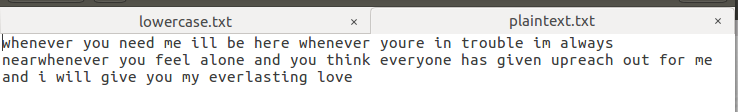 lowercase.txt × plaintext.txt ×
whenever you need me ill be here whenever youre in trouble im always
nearwhenever you feel alone and you think everyone has given upreach out for me
and i will give you my everlasting love